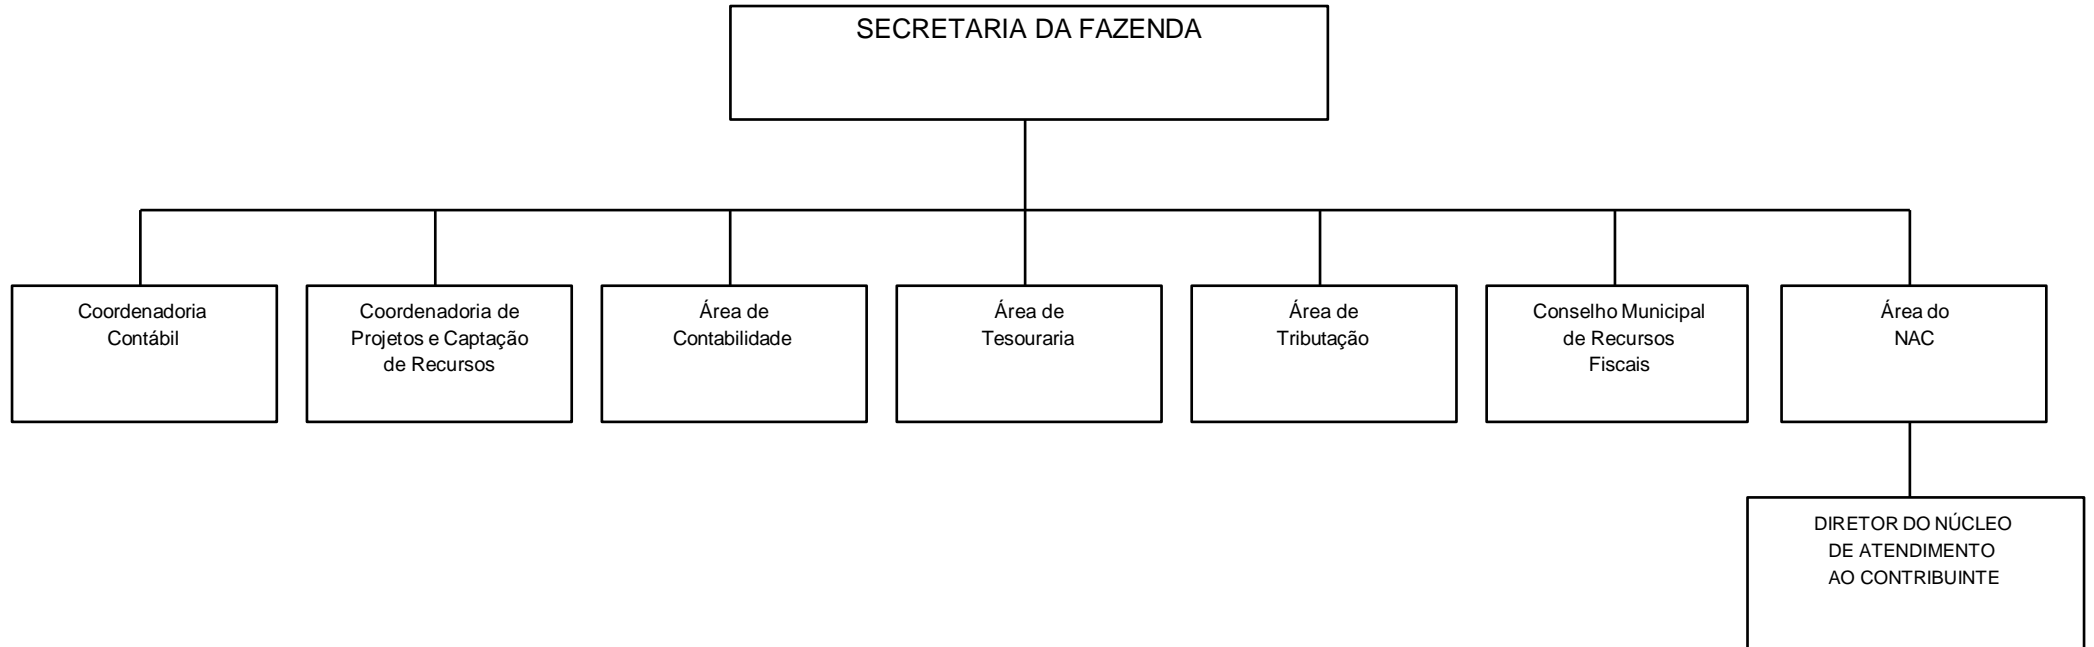 SECRETARIA DA FAZENDA
Coordenadoria
Contábil
Coordenadoria de
Projetos e Captação
de Recursos
Área de
Contabilidade
Área de
Tesouraria
Área de
Tributação
Conselho Municipal
de Recursos
Fiscais
Área do
NAC
DIRETOR DO NÚCLEO
DE ATENDIMENTO
AO CONTRIBUINTE